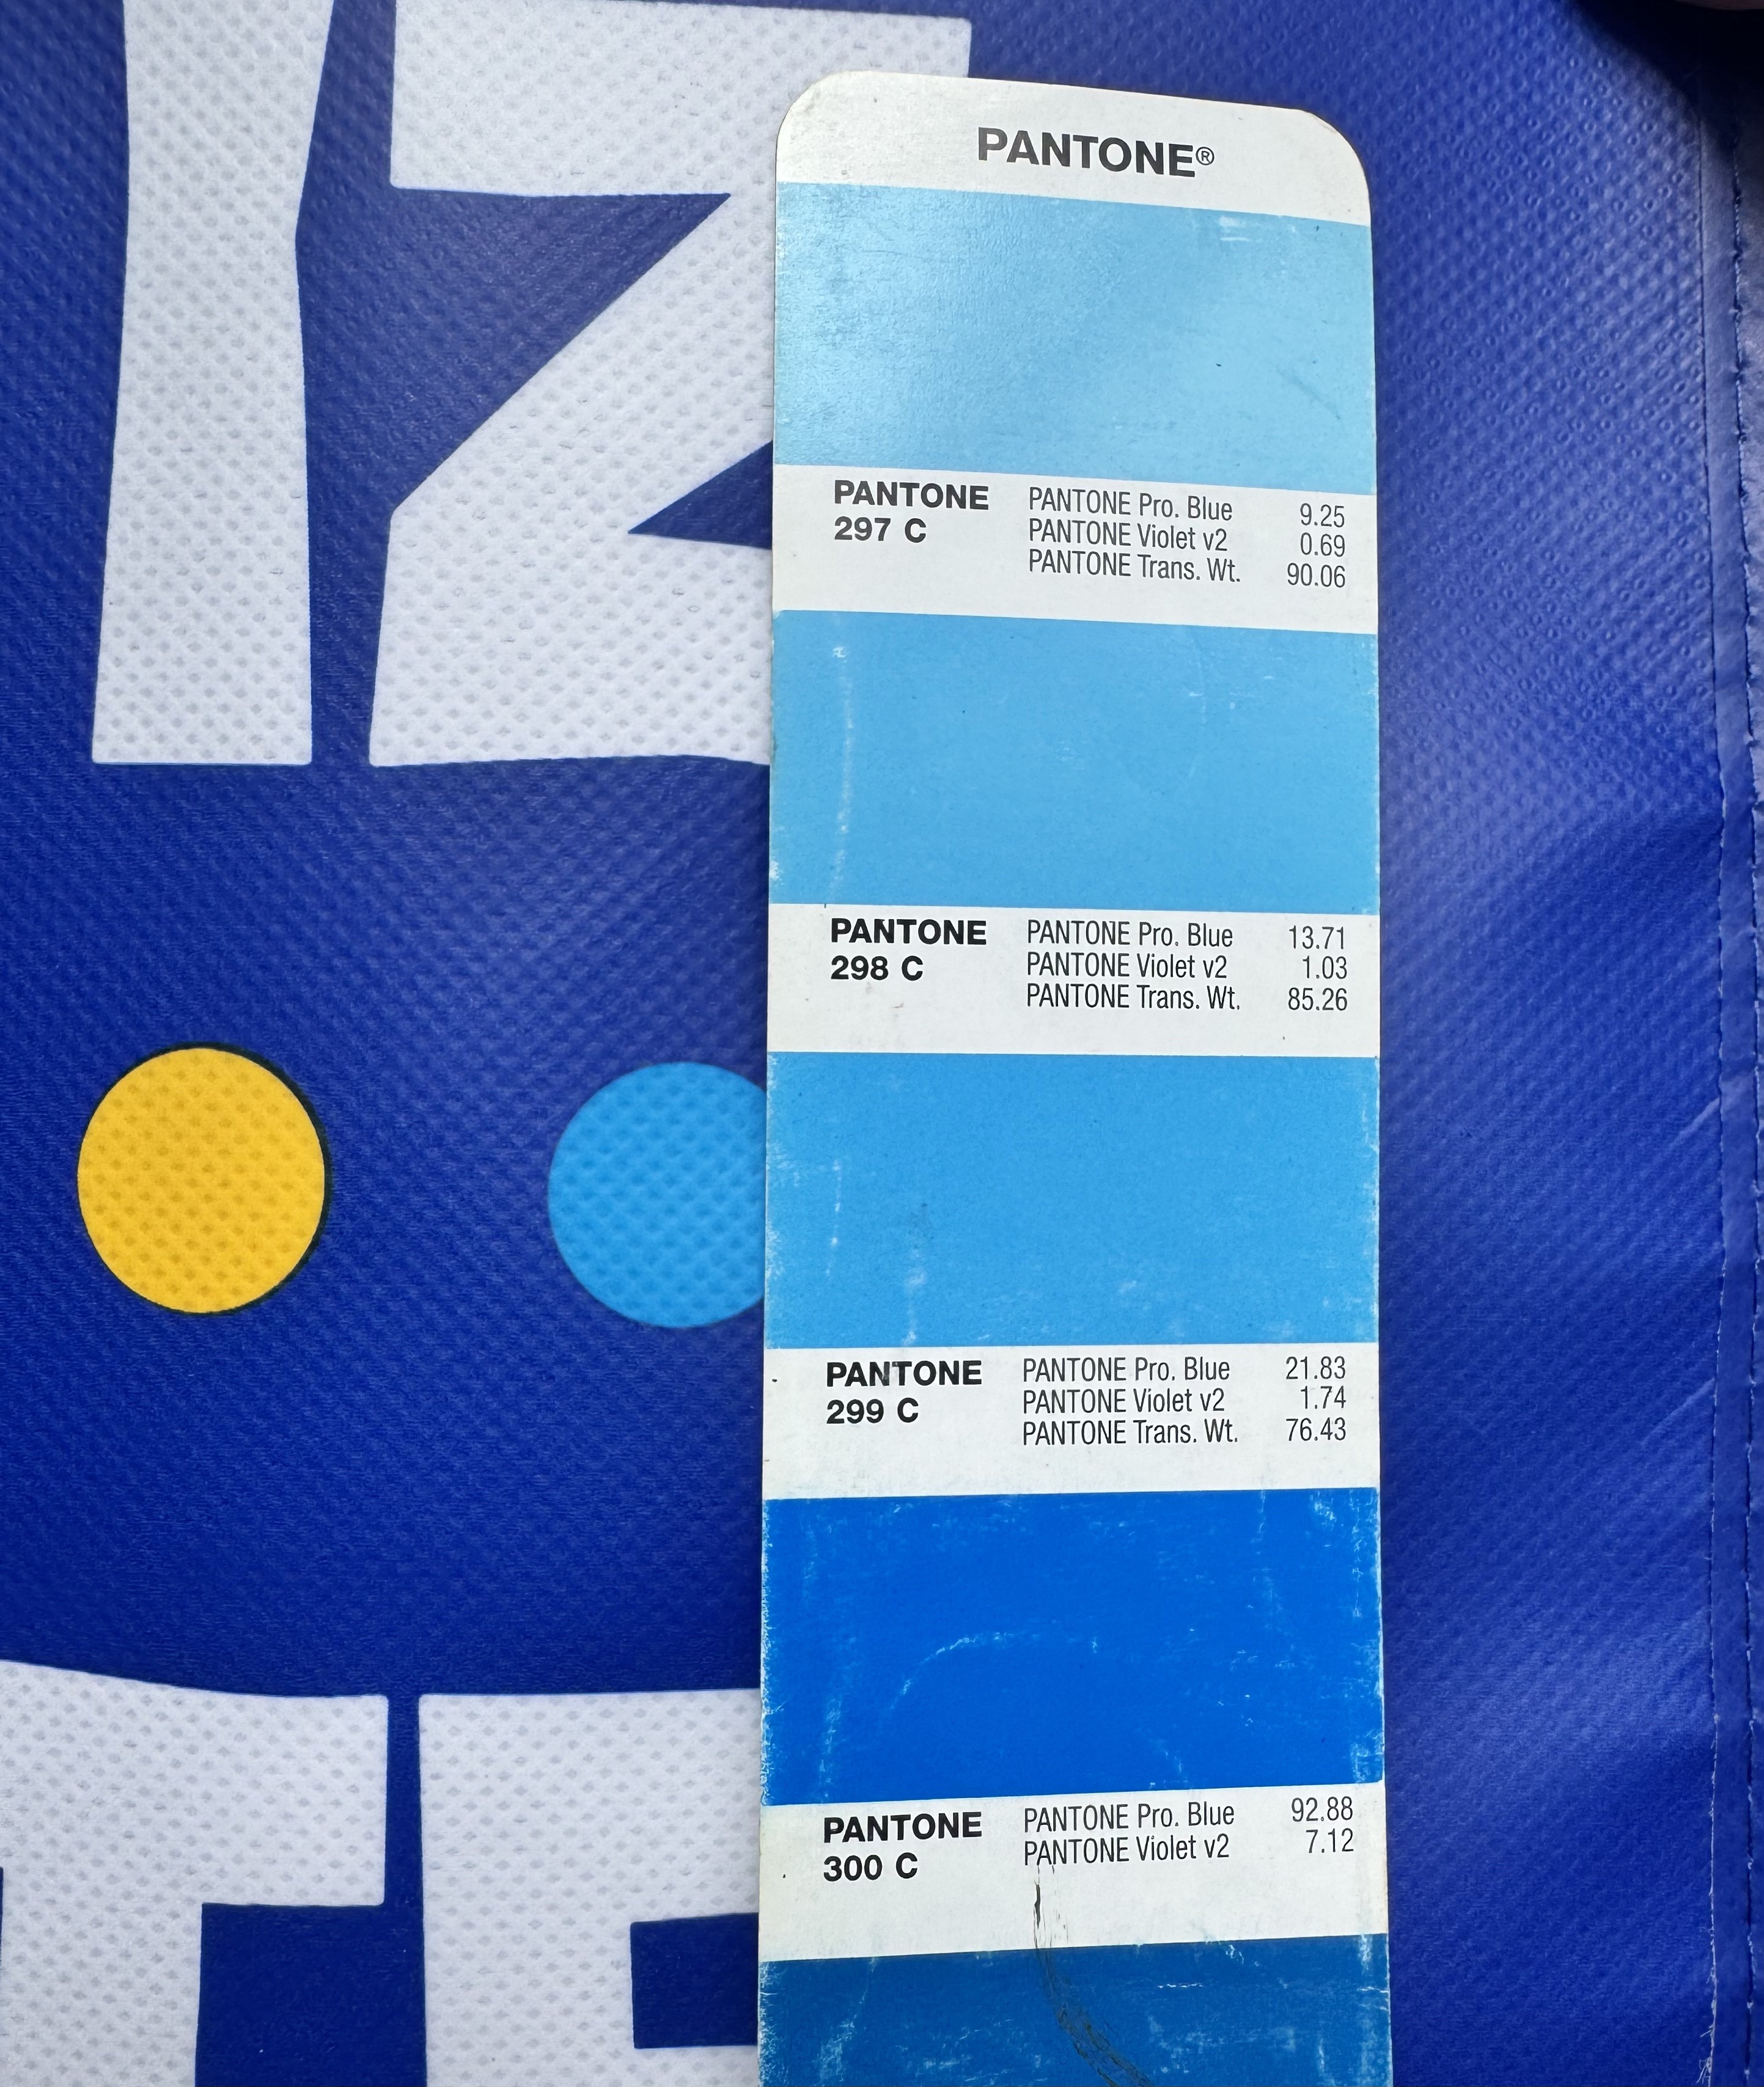 YZ
PANTONE®
PANTONE
297 C
PANTONE Pro. Blue 9.25
PANTONE Violet v2 0.69
PANTONE Trans. Wt. 90.06
PANTONE
298 C
PANTONE Pro. Blue 13.71
PANTONE Violet v2 1.03
PANTONE Trans. Wt. 85.26
PANTONE
299 C
PANTONE Pro. Blue 21.83
PANTONE Violet v2 1.74
PANTONE Trans. Wt. 76.43
PANTONE
300 C
PANTONE Pro. Blue 92.88
PANTONE Violet v2 7.12
TE